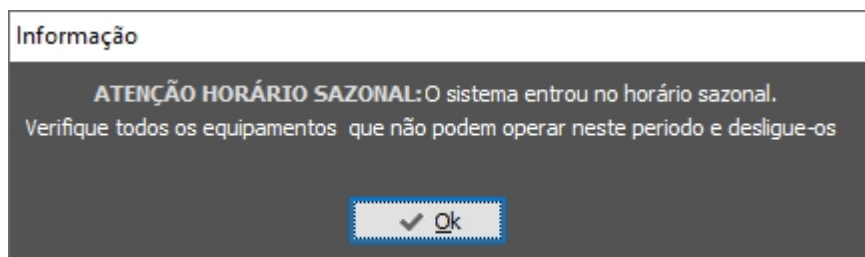 Informação
ATENÇÃO HORÁRIO SAZONAL:O sistema entrou no horário sazonal.
Verifique todos os equipamentos que não podem operar neste periodo e desligue-os
Ok